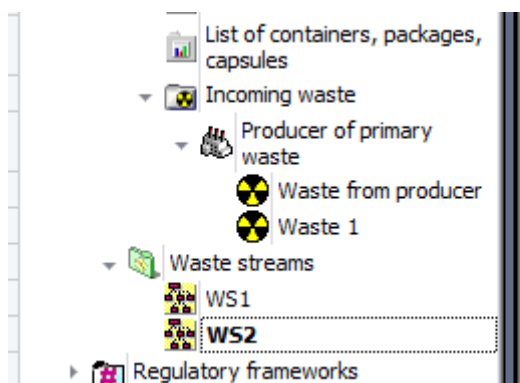 List of containers, packages,
capsules
Incoming waste
Producer of primary
waste
Waste from producer
Waste 1
Waste streams
WS1
WS2
Regulatory frameworks